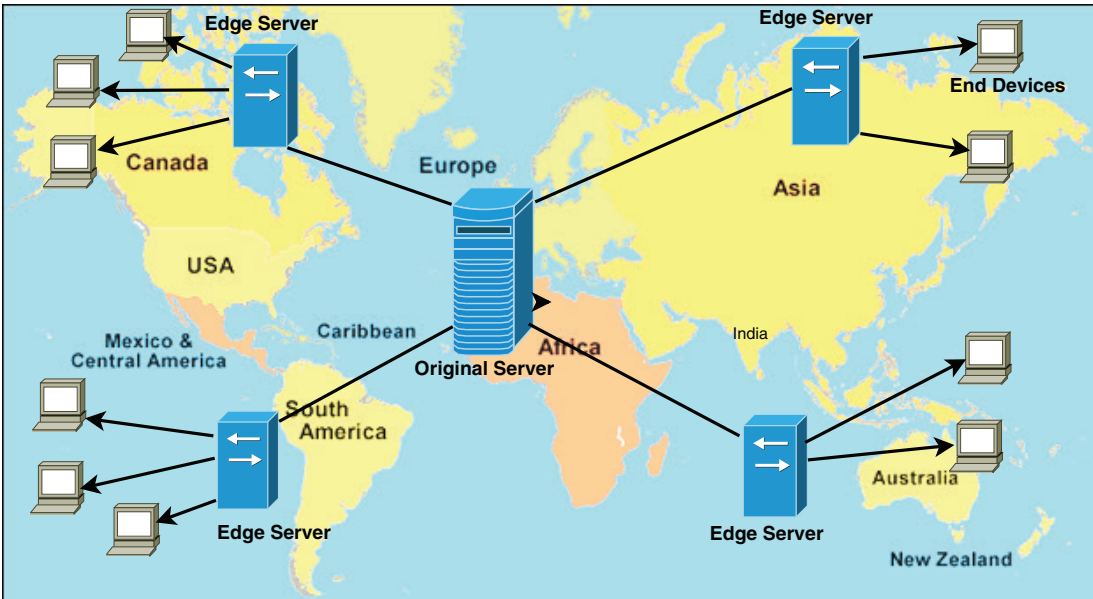 Edge Server
Edge Server
End Devices
Canada
Europe
Asia
USA
Mexico &
Central America
Caribbean
India
Africa
Original Server
South
America
Australia
Edge Server
Edge Server
New Zealand